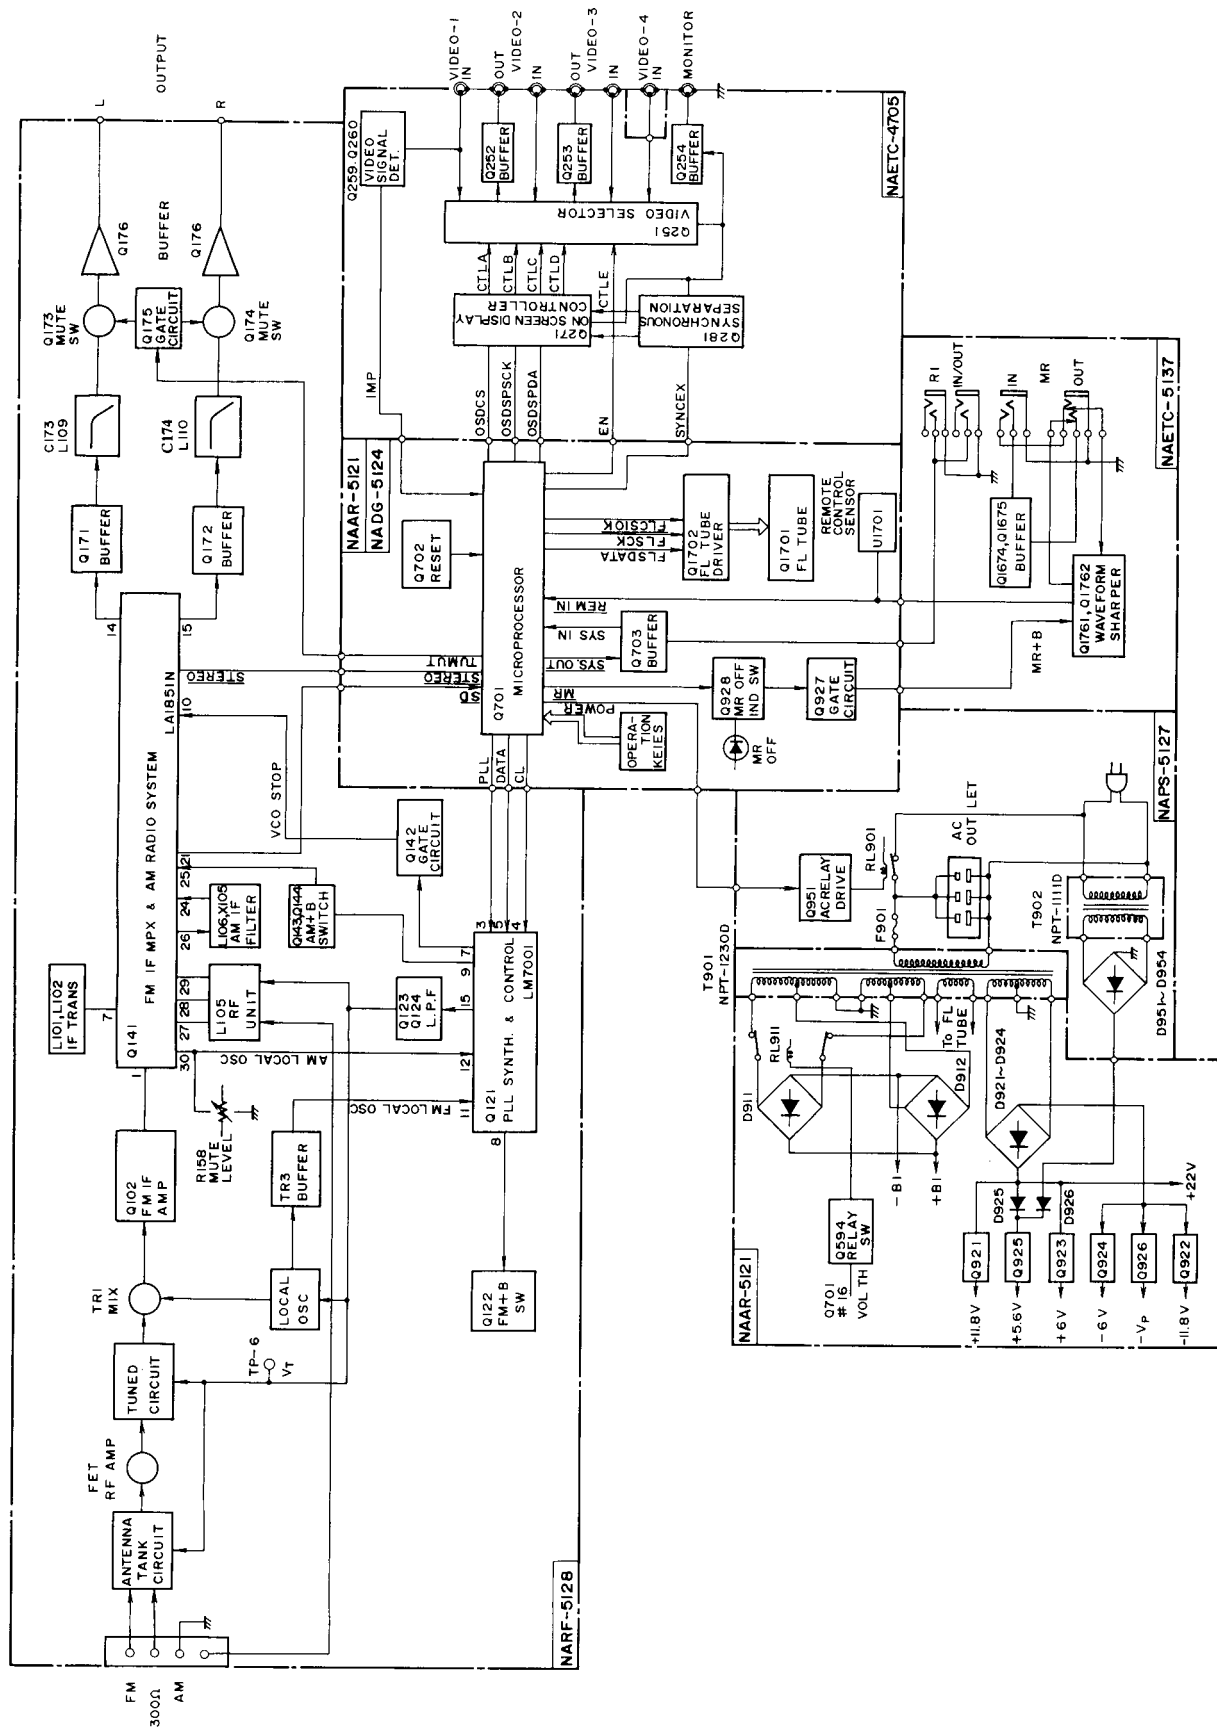 FM
300Ω
AM
ANTENNA
TANK
CIRCUIT
FET
RF AMP
TUNED
CIRCUIT
TR1
MIX
Q102
FM IF
AMP
LOCAL
OSC
TR3
BUFFER
TP-6
VT
R158
MUTE
LEVEL
Q122
FM+B
SW
NARF-5128
L101,L102
IF TRANS
7
1
Q141
FM IF MPX & AM RADIO SYSTEM
LA1851N
30
27
28
29
26
24
25
21
10
15
14
L105
RF
UNIT
L106,X105
AM IF
FILTER
Q143,Q144
AM+B
SWITCH
Q142
GATE
CIRCUIT
VCO STOP
STEREO
AM LOCAL OSC
FM LOCAL OSC
Q123
Q124
L.P.F
Q121
PLL SYNTH. & CONTROL
LM7001
8
11
12
15
9
7
3
5
4
PLL
DATA
CL
Q171
BUFFER
Q172
BUFFER
C173
L109
C174
L110
Q173
MUTE
SW
Q175
GATE
CIRCUIT
Q174
MUTE
SW
Q176
BUFFER
Q176
OUTPUT
L
R
NAAR-5121
NADG-5124
Q702
RESET
Q701
MICROPROCESSOR
TUMUT
STEREO
SD
POWER
MR
SYS.OUT
SYS IN
REM IN
FLSDATA
FLSCK
FLCS10K
OPERA-
TION
KEIES
MR
OFF
Q928
MR OFF
IND SW
Q927
GATE
CIRCUIT
Q703
BUFFER
Q1702
FL TUBE
DRIVER
Q1701
FL TUBE
REMOTE
CONTROL
SENSOR
U1701
IMP
OSDCS
OSDSPSCK
OSDSPDA
EN
SYNCEX
Q259.Q260
VIDEO
SIGNAL
DET.
Q271
ON SCREEN DISPLAY
CONTROLLER
Q281
SYNCHRONOUS
SEPARATION
CTLA
CTLB
CTLC
CTLD
CTLE
Q251
VIDEO SELECTOR
Q252
BUFFER
Q253
BUFFER
Q254
BUFFER
VIDEO-1
IN
OUT
VIDEO-2
IN
OUT
VIDEO-3
IN
VIDEO-4
IN
MONITOR
NAETC-4705
RI
IN/OUT
IN
MR
OUT
NAETC-5137
Q1674,Q1675
BUFFER
Q1761,Q1762
WAVEFORM
SHARPER
MR+B
NAPS-5127
Q951
ACRELAY
DRIVE
RL901
F901
AC
OUT LET
T902
NPT-1111D
D951~D954
T901
NPT-1230D
RL911
D911
D912
To FL
TUBE
D921~D924
-B1
+B1
Q594
RELAY
SW
Q701
#16
VOL TH
NAAR-5121
D925
D926
+22V
Q921
Q925
Q923
Q924
Q926
Q922
+11.8V
+5.6V
+6V
-6V
-VP
-11.8V